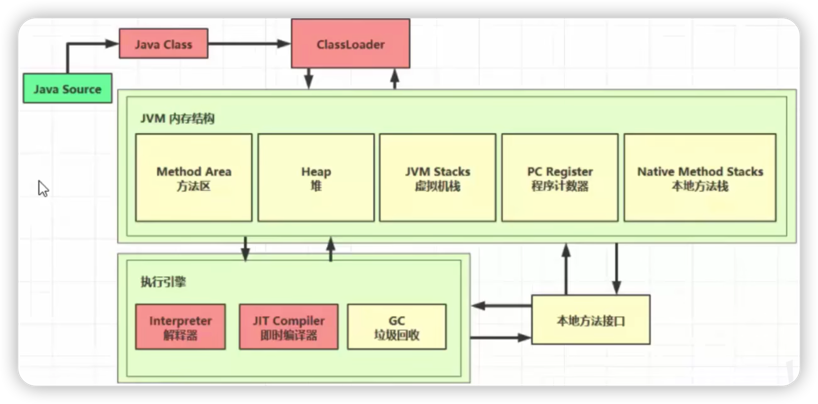 Java Class
ClassLoader
Java Source
JVM 内存结构
Method Area
方法区
Heap
堆
JVM Stacks
虚拟机栈
PC Register
程序计数器
Native Method Stacks
本地方法栈
执行引擎
Interpreter
解释器
JIT Compiler
即时编译器
GC
垃圾回收
本地方法接口